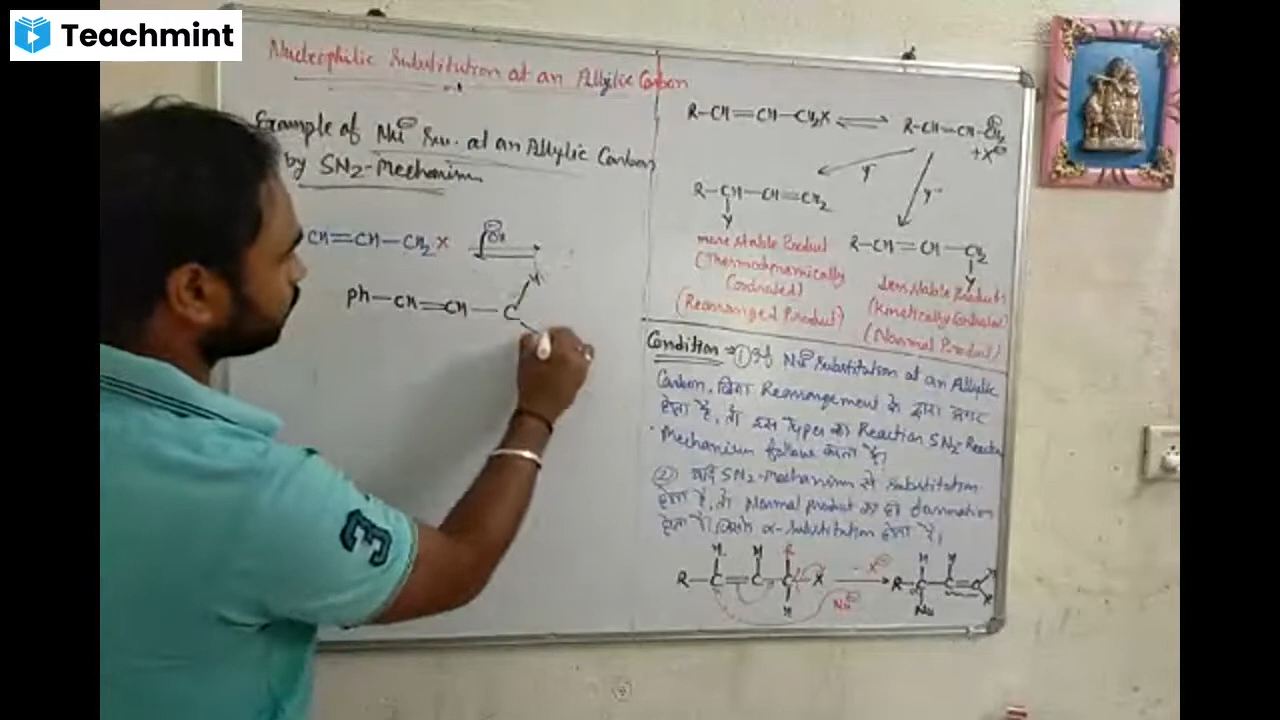 Teachmint
Nucleophilic Substitution at an Allylic Carbon
Example of Nu⊖ Su. at an Allylic Carbon
by SN2-Mechanism
CH=CH-CH2X ⊖OH
H
Ph-CH=CH-C
R-CH=CH-CH2X ⇌ R-CH-CH-CH2
+X⊖
Y⁻ Y⁻
R-CH-CH=CH2
Y
R-CH=CH-CH2
Y
more stable Product
(Thermodynamically
(Rearranged Product)
less stable Product
(Kinetically Controlled)
(Normal Product)
Condition ⇒ ① If Nu⊖ Substitution at an Allylic
Carbon, बिना Rearrangement के द्वारा अगर
होता है, तो इस Types का Reaction SN2 Reaction
Mechanism follow करता है।
② यदि SN2-Mechanism से Substitution
होता है, तो Normal product का ही formation
होता है। α-Substitution होता है।
H H R
R-C=C-C-X -X⊖ → R-C-C=C
H Nu⊖ Nu
3